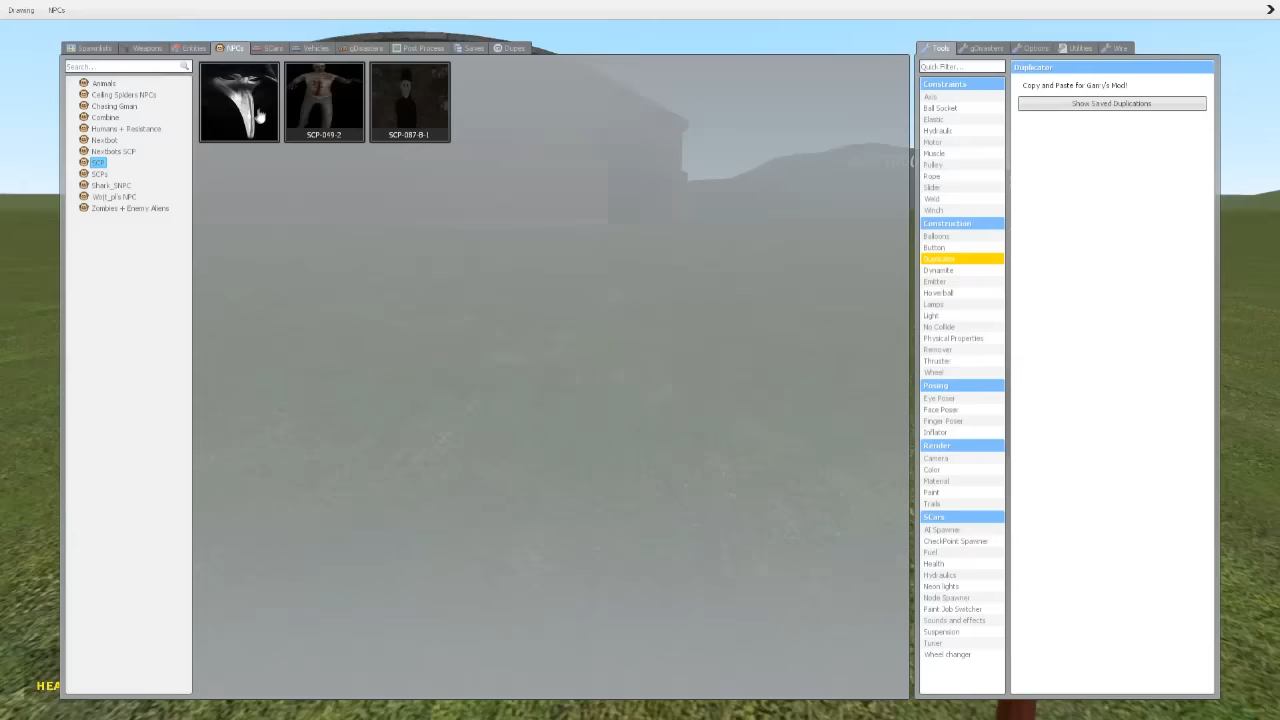 Drawing NPCs
Spawnlists Weapons Entities NPCs SCars Vehicles gDisasters Post Process Saves Dupes
Search...
Animals
Ceiling Spiders NPCs
Chasing Gman
Combine
Humans + Resistance
Nextbot
Nextbots SCP
SCP
SCPs
Shark_SNPC
Wojt_pl's NPC
Zombies + Enemy Aliens
SCP-049-2
SCP-087-B-1
HEA
Tools gDisasters Options Utilities Wire
Quick Filter...
Constraints
Axis
Ball Socket
Elastic
Hydraulic
Motor
Muscle
Pulley
Rope
Slider
Weld
Winch
Construction
Balloons
Button
Duplicator
Dynamite
Emitter
Hoverball
Lamps
Light
No Collide
Physical Properties
Remover
Thruster
Wheel
Posing
Eye Poser
Face Poser
Finger Poser
Inflator
Render
Camera
Color
Material
Paint
Trails
SCars
AI Spawner
CheckPoint Spawner
Fuel
Health
Hydraulics
Neon lights
Node Spawner
Paint Job Switcher
Sounds and effects
Suspension
Tuner
Wheel changer
Duplicator
Copy and Paste for Garry's Mod!
Show Saved Duplications